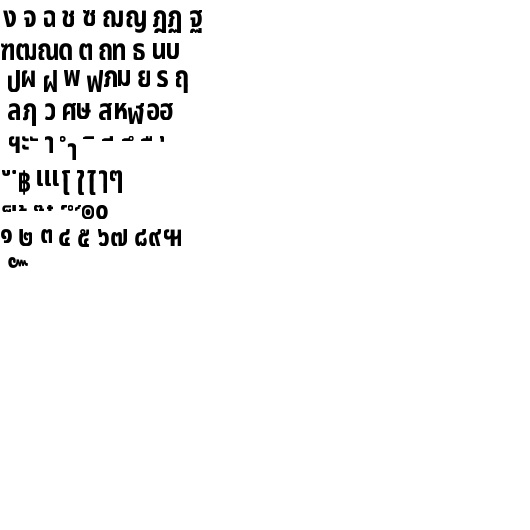 ง จ ฉ ช ซ ฌญ ฎฏ ฐ
ฑฒณด ต ถท ธ นบ
ปผ ฝ พ ฟภม ย ร ฤ
ลฦ ว ศษ สหฬอฮ
ฯะ า ำ
฿ เแโ ใไๅๆ
๏๐
๑ ๒ ๓ ๔ ๕ ๖๗ ๘๙๚
๛